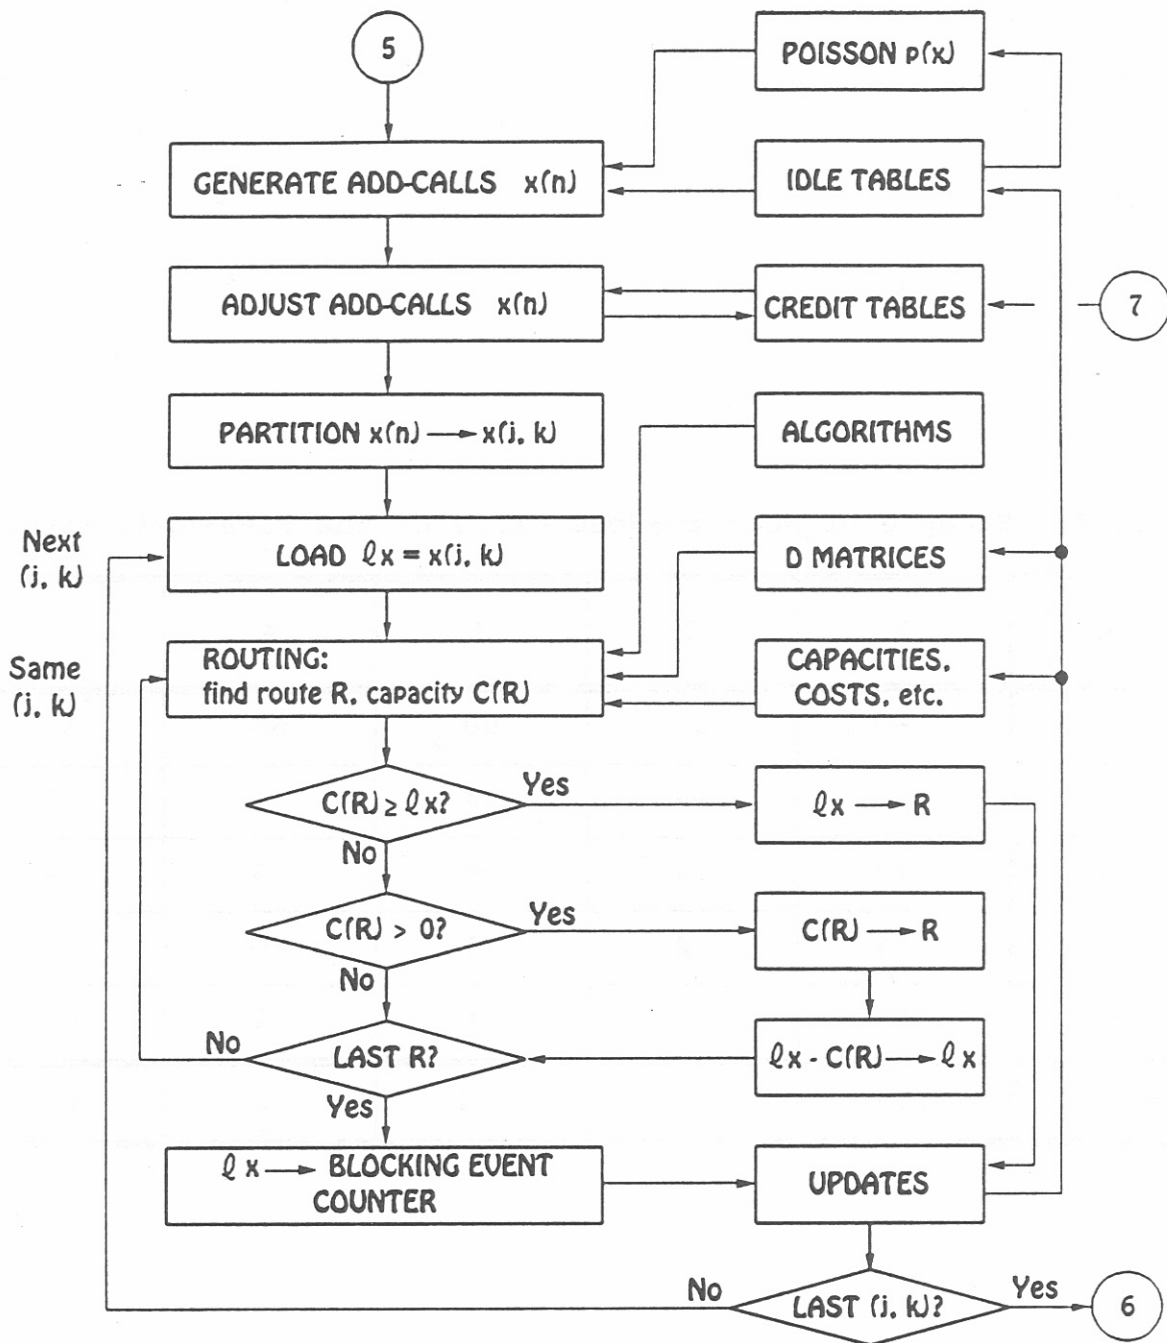 5
POISSON p(x)
GENERATE ADD-CALLS x(n)
IDLE TABLES
ADJUST ADD-CALLS x(n)
CREDIT TABLES
7
PARTITION x(n) → x(j, k)
ALGORITHMS
Next
(j, k)
LOAD ℓx = x(j, k)
D MATRICES
Same
(j, k)
ROUTING:
find route R, capacity C(R)
CAPACITIES,
COSTS, etc.
C(R) ≥ ℓx?
Yes
ℓx → R
No
C(R) > 0?
Yes
C(R) → R
No
No
LAST R?
ℓx - C(R) → ℓx
Yes
ℓx → BLOCKING EVENT
COUNTER
UPDATES
No
LAST (j, k)?
Yes
6